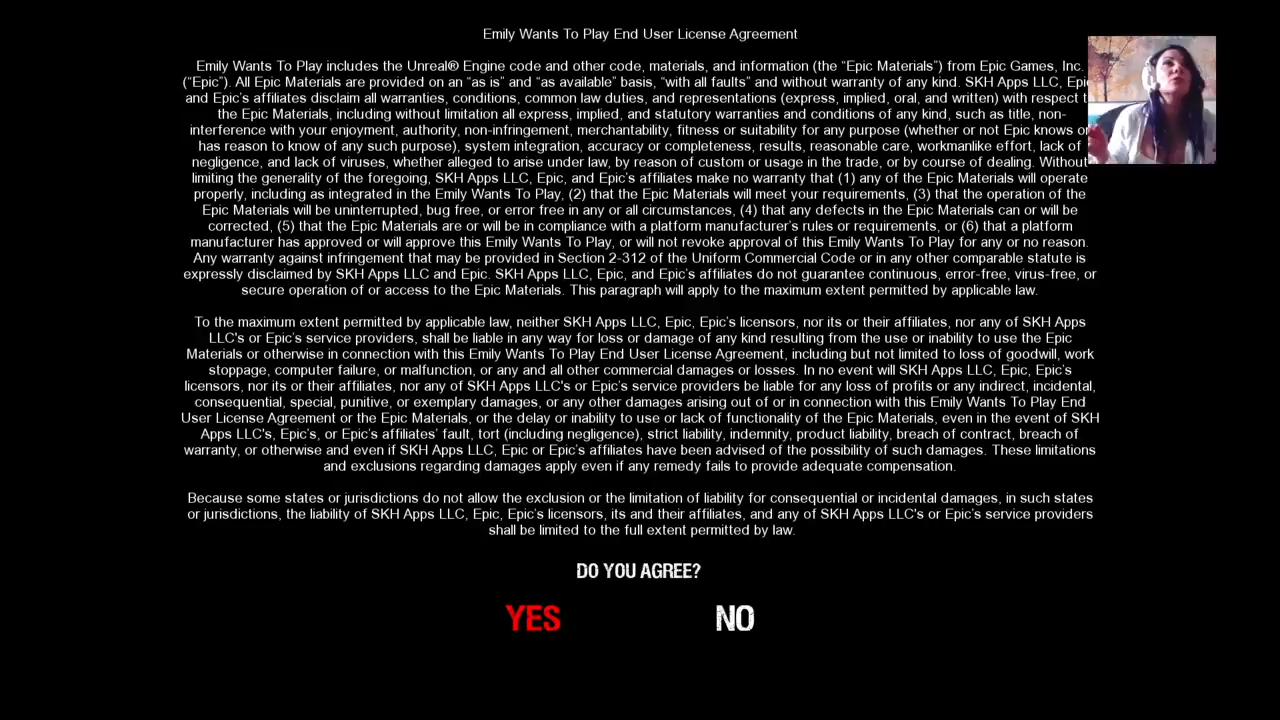 Emily Wants To Play End User License Agreement
Emily Wants To Play includes the Unreal® Engine code and other code, materials, and information (the “Epic Materials”) from Epic Games, Inc.
(“Epic”). All Epic Materials are provided on an “as is” and “as available” basis, “with all faults” and without warranty of any kind. SKH Apps LLC, Epic
and Epic's affiliates disclaim all warranties, conditions, common law duties, and representations (express, implied, oral, and written) with respect t
the Epic Materials, including without limitation all express, implied, and statutory warranties and conditions of any kind, such as title, non-
interference with your enjoyment, authority, non-infringement, merchantability, fitness or suitability for any purpose (whether or not Epic knows or
has reason to know of any such purpose), system integration, accuracy or completeness, results, reasonable care, workmanlike effort, lack of
negligence, and lack of viruses, whether alleged to arise under law, by reason of custom or usage in the trade, or by course of dealing. Without
limiting the generality of the foregoing, SKH Apps LLC, Epic, and Epic's affiliates make no warranty that (1) any of the Epic Materials will operate
properly, including as integrated in the Emily Wants To Play, (2) that the Epic Materials will meet your requirements, (3) that the operation of the
Epic Materials will be uninterrupted, bug free, or error free in any or all circumstances, (4) that any defects in the Epic Materials can or will be
corrected, (5) that the Epic Materials are or will be in compliance with a platform manufacturer's rules or requirements, or (6) that a platform
manufacturer has approved or will approve this Emily Wants To Play, or will not revoke approval of this Emily Wants To Play for any or no reason.
Any warranty against infringement that may be provided in Section 2-312 of the Uniform Commercial Code or in any other comparable statute is
expressly disclaimed by SKH Apps LLC and Epic. SKH Apps LLC, Epic, and Epic's affiliates do not guarantee continuous, error-free, virus-free, or
secure operation of or access to the Epic Materials. This paragraph will apply to the maximum extent permitted by applicable law.
To the maximum extent permitted by applicable law, neither SKH Apps LLC, Epic, Epic's licensors, nor its or their affiliates, nor any of SKH Apps
LLC's or Epic's service providers, shall be liable in any way for loss or damage of any kind resulting from the use or inability to use the Epic
Materials or otherwise in connection with this Emily Wants To Play End User License Agreement, including but not limited to loss of goodwill, work
stoppage, computer failure, or malfunction, or any and all other commercial damages or losses. In no event will SKH Apps LLC, Epic, Epic's
licensors, nor its or their affiliates, nor any of SKH Apps LLC's or Epic's service providers be liable for any loss of profits or any indirect, incidental,
consequential, special, punitive, or exemplary damages, or any other damages arising out of or in connection with this Emily Wants To Play End
User License Agreement or the Epic Materials, or the delay or inability to use or lack of functionality of the Epic Materials, even in the event of SKH
Apps LLC's, Epic's, or Epic's affiliates' fault, tort (including negligence), strict liability, indemnity, product liability, breach of contract, breach of
warranty, or otherwise and even if SKH Apps LLC, Epic or Epic's affiliates have been advised of the possibility of such damages. These limitations
and exclusions regarding damages apply even if any remedy fails to provide adequate compensation.
Because some states or jurisdictions do not allow the exclusion or the limitation of liability for consequential or incidental damages, in such states
or jurisdictions, the liability of SKH Apps LLC, Epic, Epic's licensors, its and their affiliates, and any of SKH Apps LLC's or Epic's service providers
shall be limited to the full extent permitted by law.
DO YOU AGREE?
YES NO